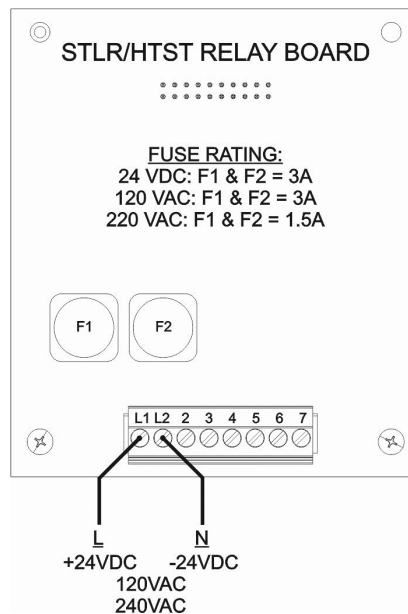 STLR/HTST RELAY BOARD
FUSE RATING:
24 VDC: F1 & F2 = 3A
120 VAC: F1 & F2 = 3A
220 VAC: F1 & F2 = 1.5A
F1 F2
L1 L2 2 3 4 5 6 7
L N
+24VDC -24VDC
120VAC
240VAC